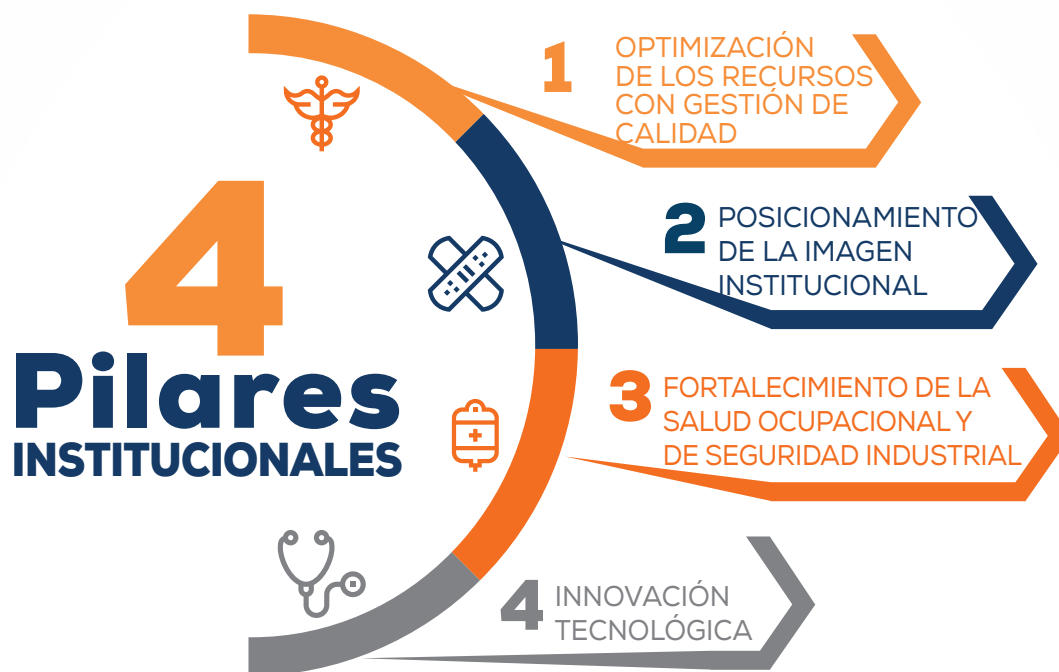 4
Pilares
INSTITUCIONALES
1
OPTIMIZACIÓN
DE LOS RECURSOS
CON GESTIÓN DE
CALIDAD
2
POSICIONAMIENTO
DE LA IMAGEN
INSTITUCIONAL
3
FORTALECIMIENTO DE LA
SALUD OCUPACIONAL Y
DE SEGURIDAD INDUSTRIAL
4
INNOVACIÓN
TECNOLÓGICA